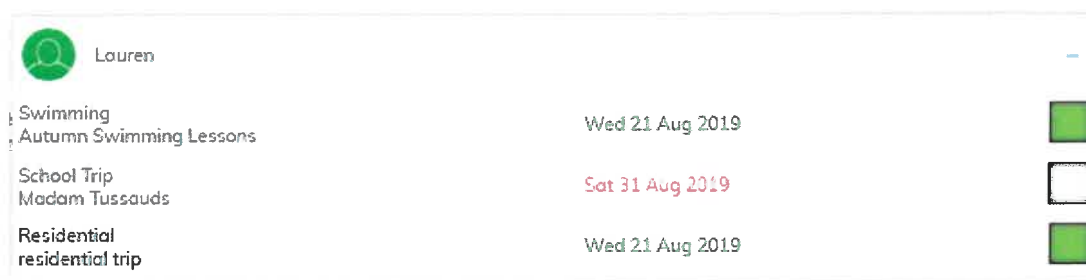 Lauren
Swimming
Autumn Swimming Lessons
Wed 21 Aug 2019
School Trip
Madam Tussauds
Sat 31 Aug 2019
Residential
residential trip
Wed 21 Aug 2019